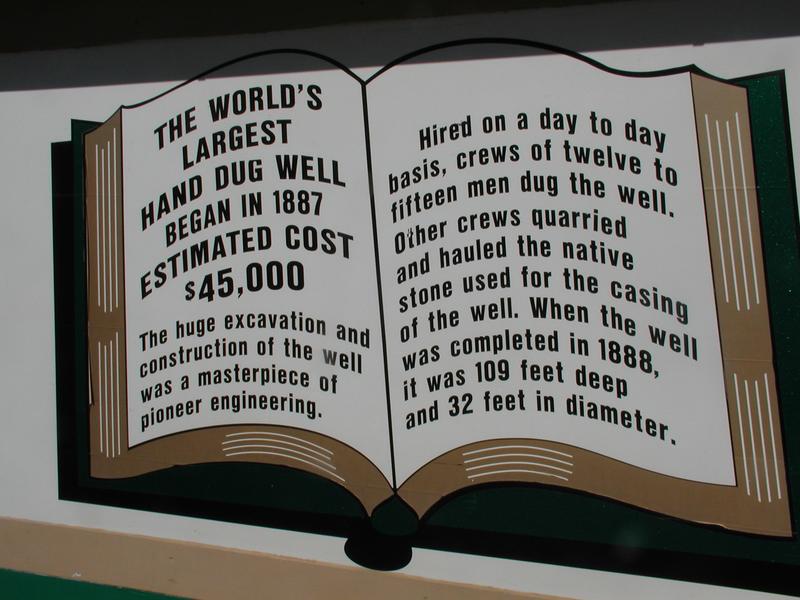 THE WORLD'S
LARGEST
HAND DUG WELL
BEGAN IN 1887
ESTIMATED COST
$45,000
The huge excavation and
construction of the well
was a masterpiece of
pioneer engineering.
Hired on a day to day
basis, crews of twelve to
fifteen men dug the well.
Other crews quarried
and hauled the native
stone used for the casing
of the well. When the well
was completed in 1888,
it was 109 feet deep
and 32 feet in diameter.